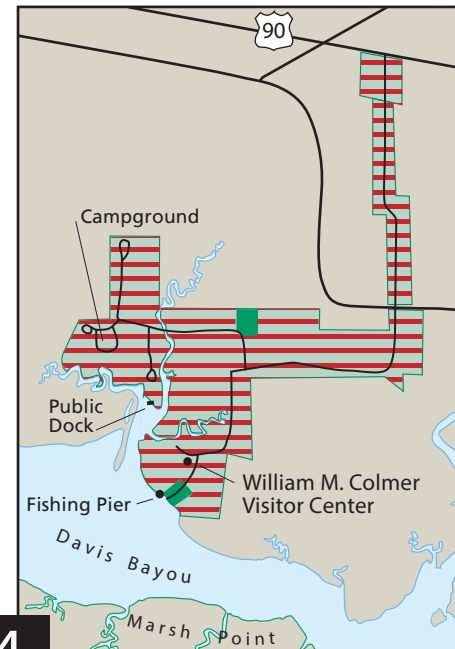 90
Campground
Public
Dock
William M. Colmer
Visitor Center
Fishing Pier
Davis Bayou
Marsh Point
4